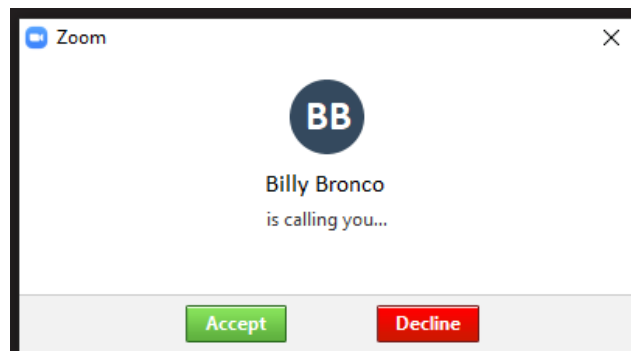 Zoom
BB
Billy Bronco
is calling you...
Accept Decline